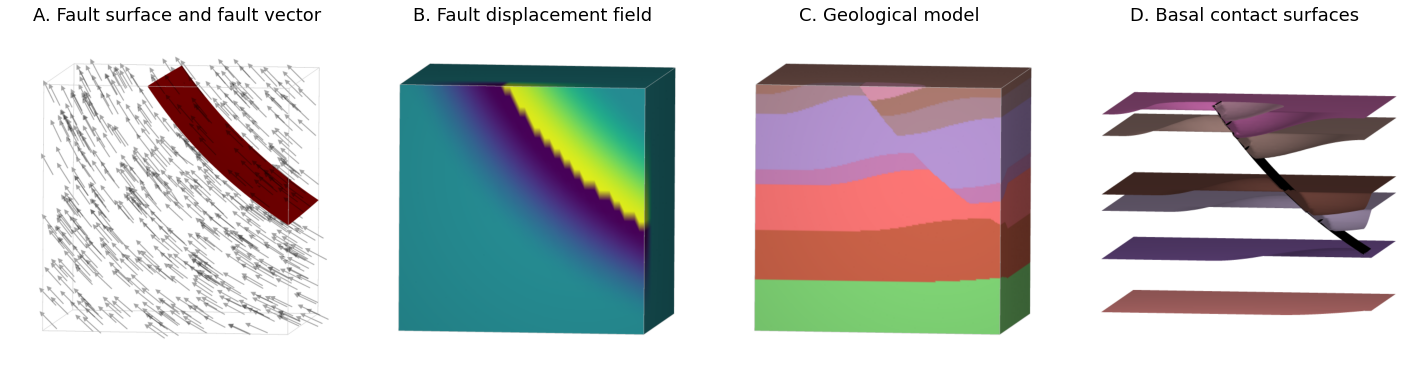 A. Fault surface and fault vector
B. Fault displacement field
C. Geological model
D. Basal contact surfaces